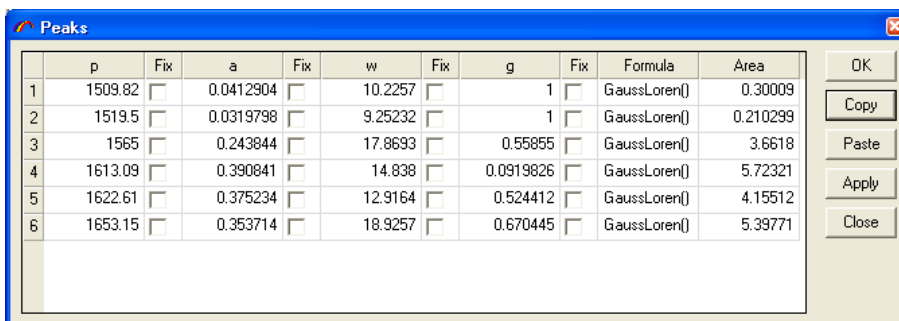 Peaks
p Fix a Fix w Fix g Fix Formula Area OK
1 1509.82 0.0412904 10.2257 1 GaussLoren() 0.30009
Copy
2 1519.5 0.0319798 9.25232 1 GaussLoren() 0.210299
3 1565 0.243844 17.8693 0.55855 GaussLoren() 3.6618 Paste
4 1613.09 0.390841 14.838 0.0919826 GaussLoren() 5.72321
Apply
5 1622.61 0.375234 12.9164 0.524412 GaussLoren() 4.15512
6 1653.15 0.353714 18.9257 0.670445 GaussLoren() 5.39771 Close